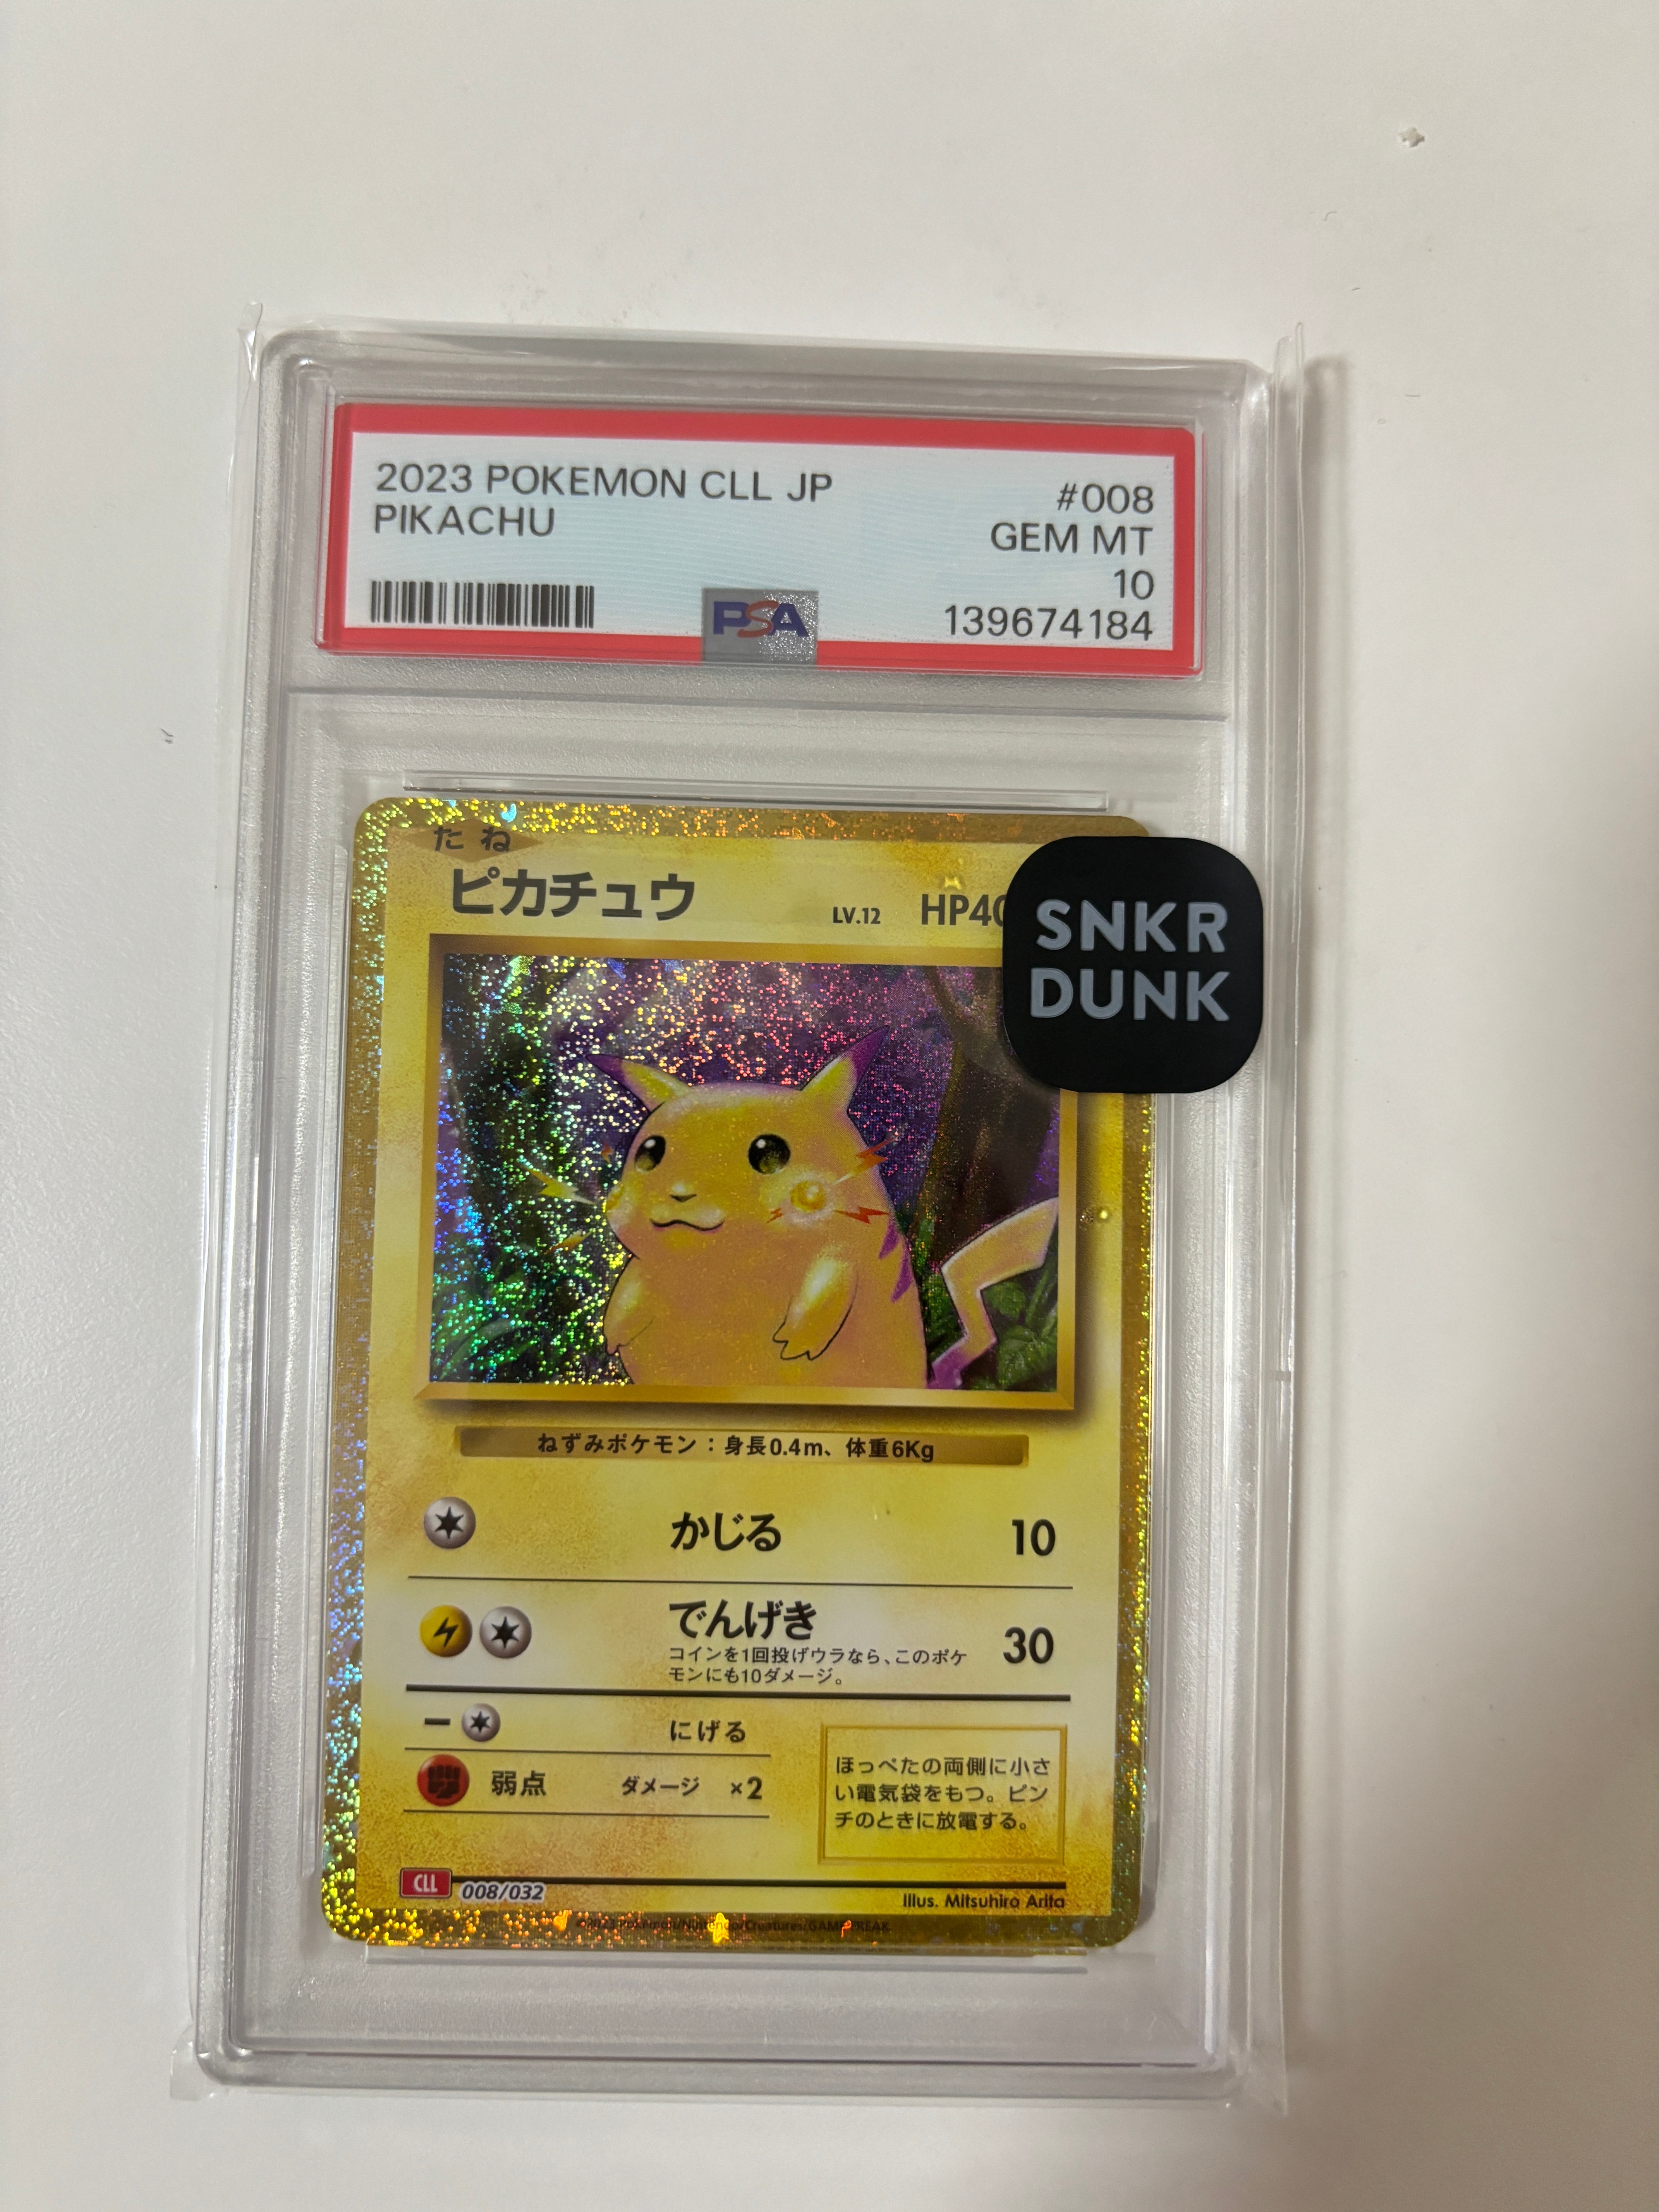 2023 POKEMON CLL JP #008
PIKACHU GEM MT
10
PSA 139674184
たね
ピカチュウ LV.12 HP40
SNKR
DUNK
ねずみポケモン：身長0.4m、体重6Kg
かじる 10
でんげき 30
コインを1回投げウラなら、このポケ
モンにも10ダメージ。
にげる
弱点 ダメージ ×2
ほっぺたの両側に小さ
い電気袋をもつ。ピン
チのときに放電する。
CLL 008/032
Illus. Mitsuhiro Arita
©2023 Pokémon/Nintendo/Creatures/GAME FREAK